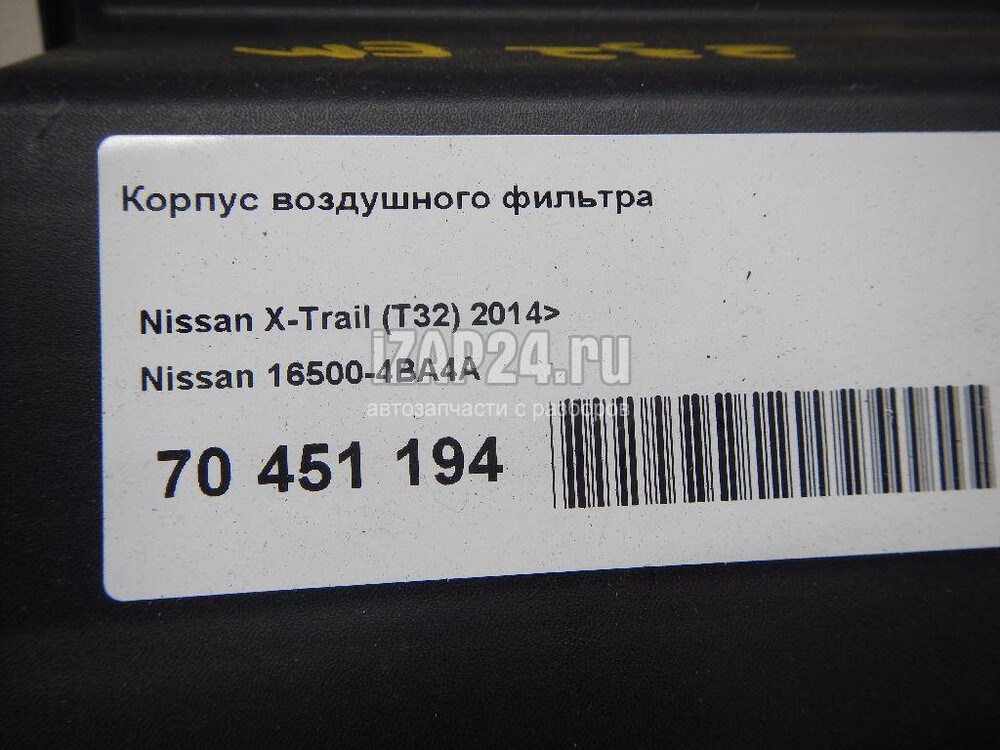 Корпус воздушного фильтра
Nissan X-Trail (T32) 2014>
Nissan 16500-4BA4A
iZAP24.ru
автозапчасти с разборов
70 451 194